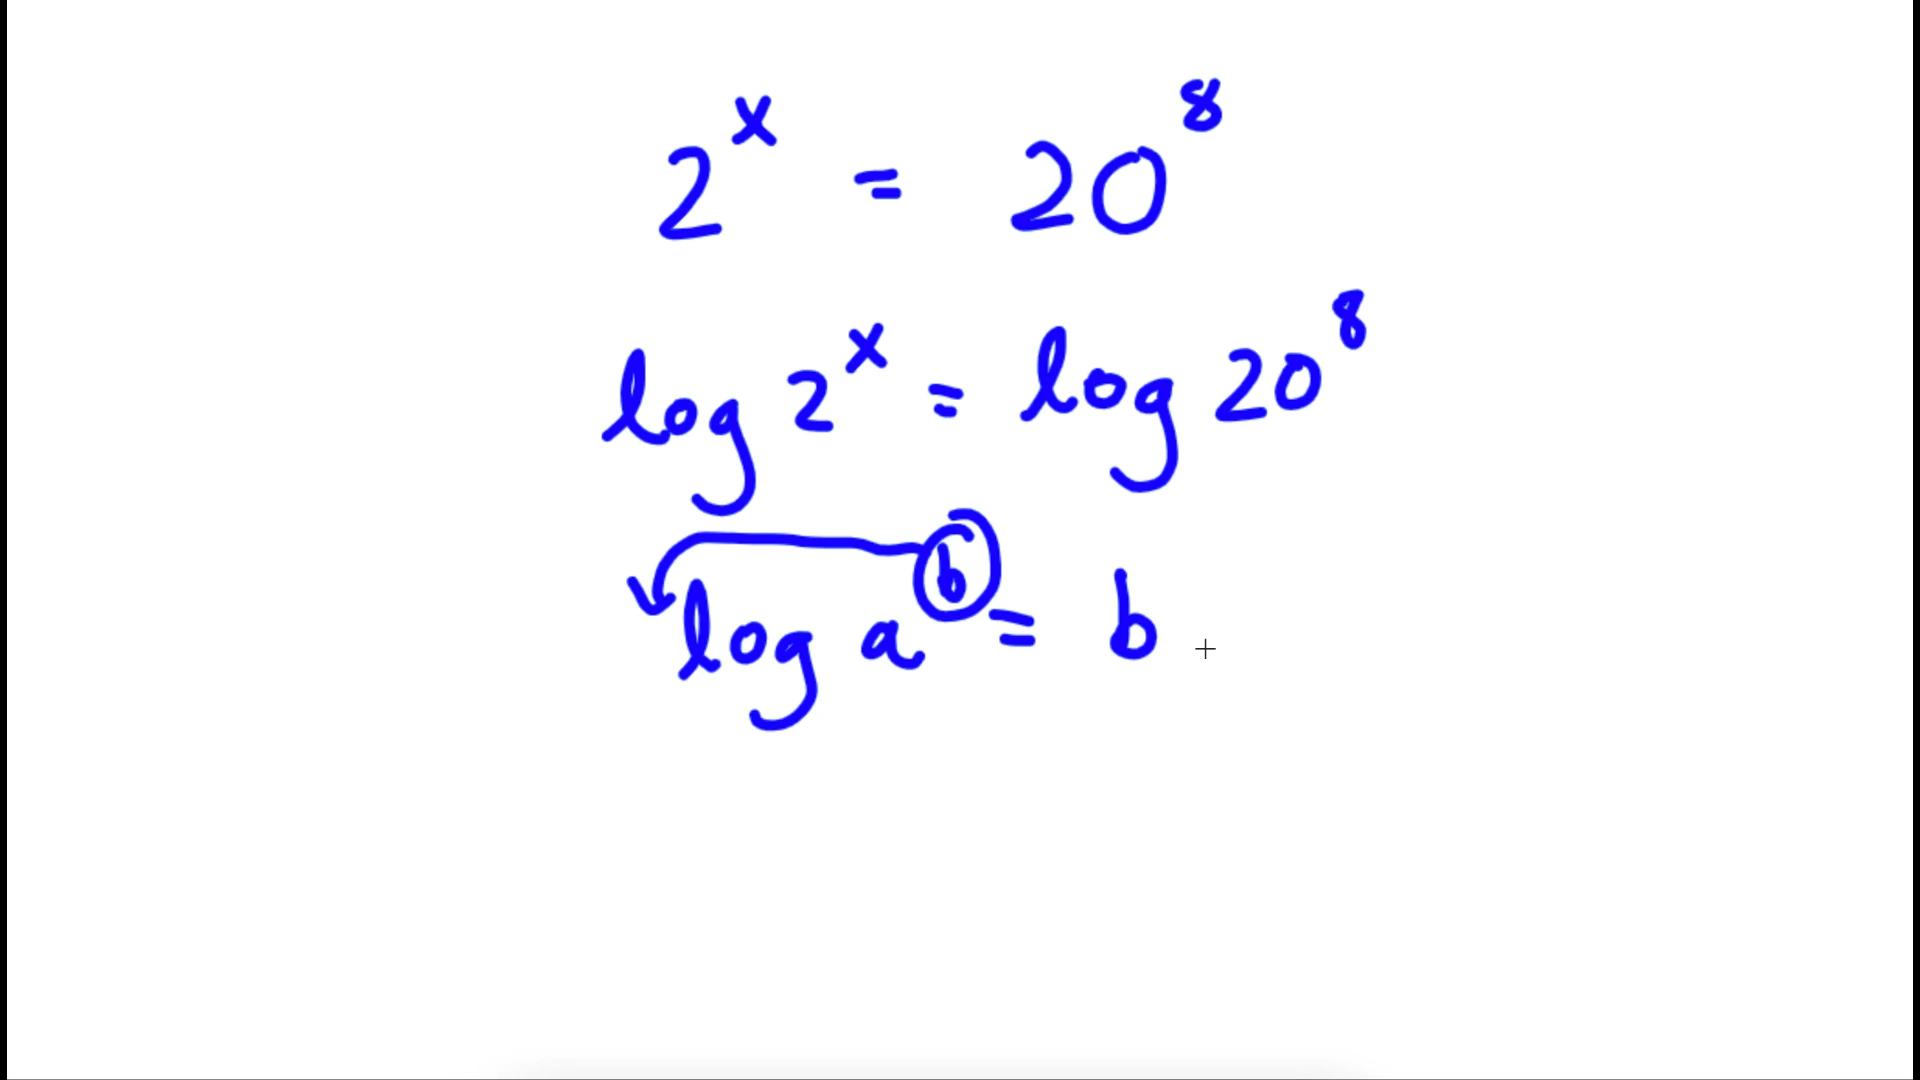 2^x = 20^8
log 2^x = log 20^8
log a^b = b